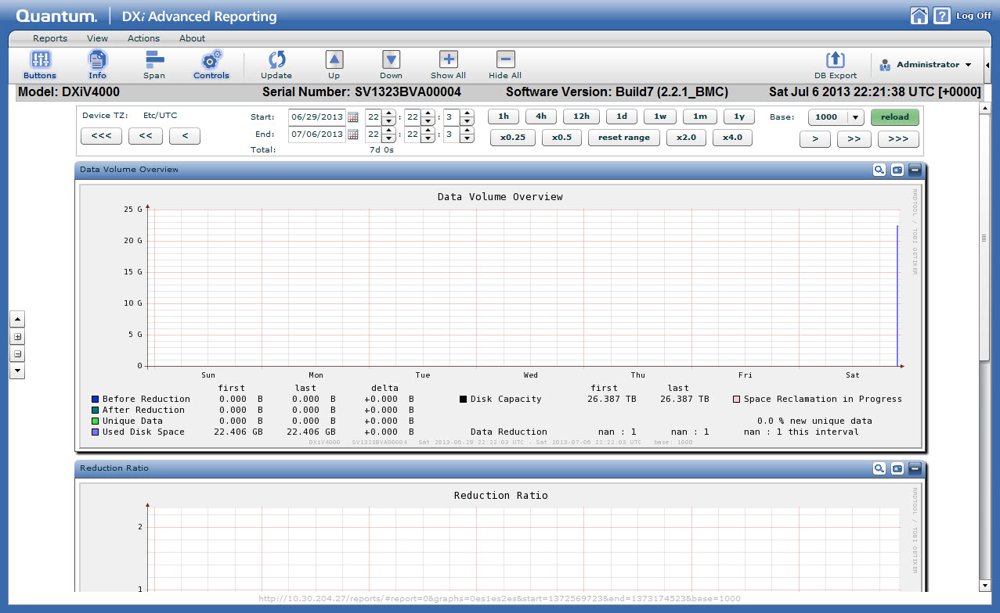 Quantum. DXi Advanced Reporting Log Off
Reports View Actions About
Buttons Info Span Controls Update Up Down Show All Hide All DB Export Administrator
Model: DXiV4000 Serial Number: SV1323BVA00004 Software Version: Build7 (2.2.1_BMC) Sat Jul 6 2013 22:21:38 UTC [+0000]
Device TZ: Etc/UTC Start: 06/29/2013 22 : 22 : 3 1h 4h 12h 1d 1w 1m 1y Base: 1000 reload
<<< << < End: 07/06/2013 22 : 22 : 3 x0.25 x0.5 reset range x2.0 x4.0 > >> >>>
Total: 7d 0s
Data Volume Overview
Data Volume Overview
RRDTOOL / TOBI OETIKER
25 G
20 G
15 G
10 G
5 G
0
Sun Mon Tue Wed Thu Fri Sat
first last delta first last
Before Reduction 0.000 B 0.000 B +0.000 B Disk Capacity 26.387 TB 26.387 TB Space Reclamation in Progress
After Reduction 0.000 B 0.000 B +0.000 B
Unique Data 0.000 B 0.000 B +0.000 B 0.0 % new unique data
Used Disk Space 22.406 GB 22.406 GB +0.000 B Data Reduction nan : 1 nan : 1 nan : 1 this interval
DXiV4000 SV1323BVA00004 Sat 2013-06-29 22:22:03 UTC - Sat 2013-07-06 22:22:03 UTC base: 1000
Reduction Ratio
Reduction Ratio
RRDTOOL / TOBI OETIKER
2
1
http://10.30.204.27/reports/#report=0&graphs=0es1es2es&start=1372569723&end=1373174523&base=1000